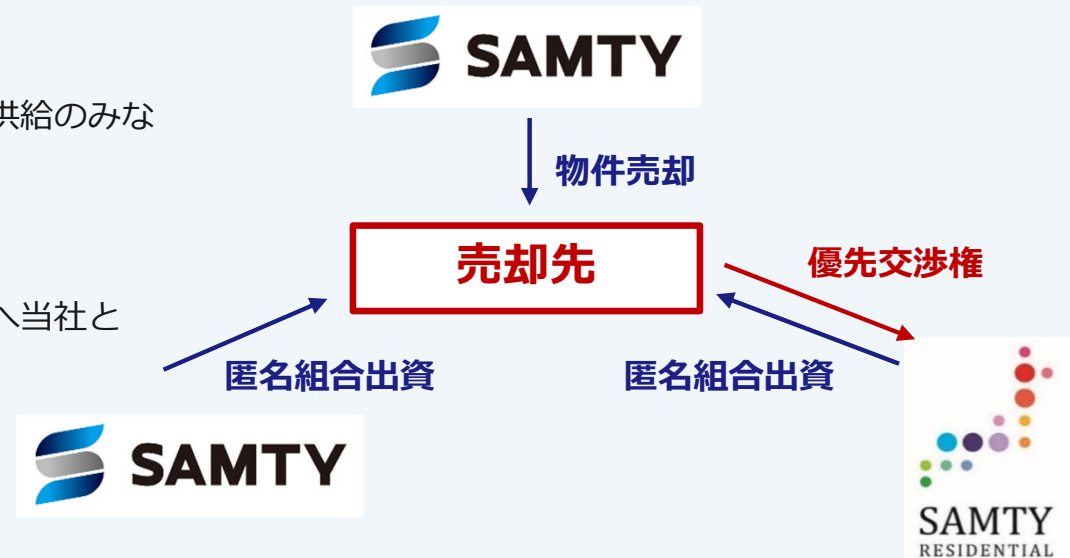 SAMTY
供給のみな
物件売却
売却先
優先交渉権
へ当社と
匿名組合出資
匿名組合出資
SAMTY
SAMTY
RESIDENTIAL